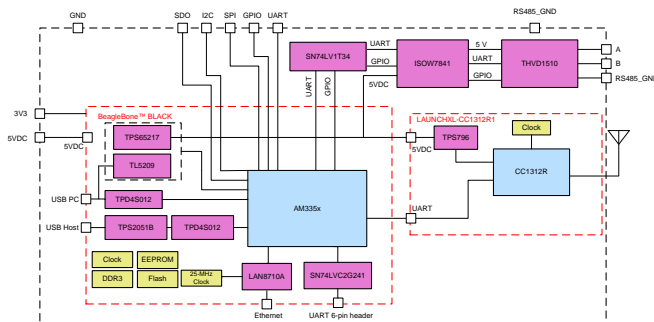 GND
SDO
I2C
SPI
GPIO
UART
RS485_GND
SN74LV1T34
UART
GPIO
5VDC
ISOW7841
5 V
UART
GPIO
THVD1510
A
B
RS485_GND
UART
GPIO
3V3
5VDC
5VDC
BeagleBone™ BLACK
TPS6521T
TL5209
USB PC
TPD4S012
USB Host
TPS2051B
TPD4S012
AM335x
LAUNCHXL-CC1312R1
5VDC
TPS796
Clock
CC1312R
UART
Clock
EEPROM
DDR3
Flash
25-MHz
Clock
LAN8710A
SN74LVC2G241
Ethernet
UART 6-pin header